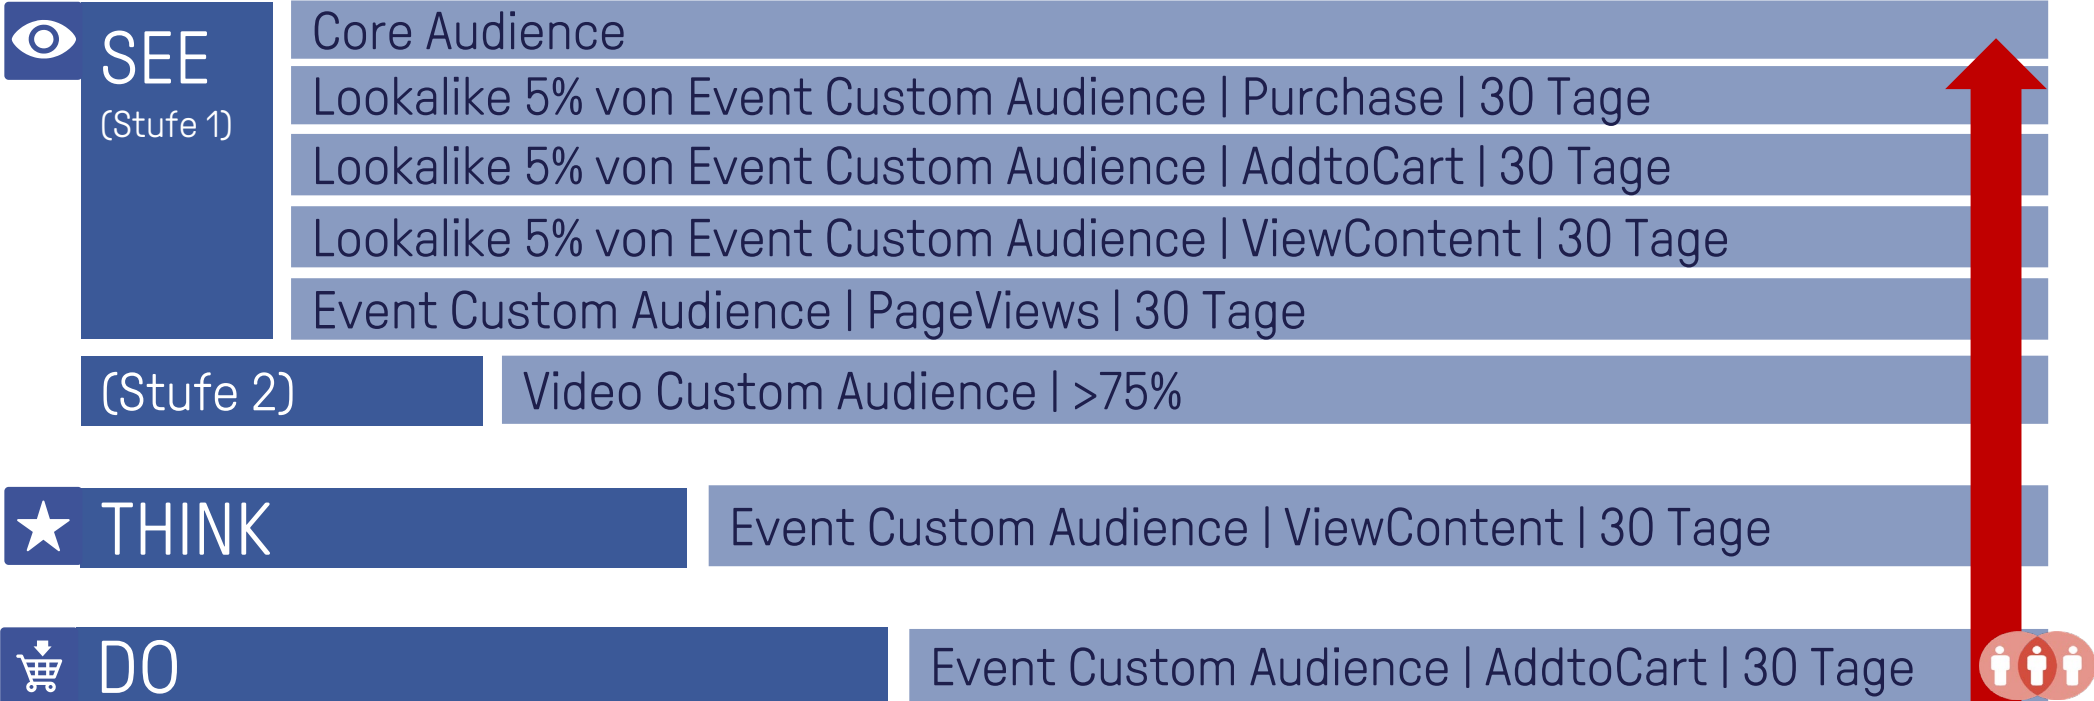 SEE
(Stufe 1)
Core Audience
Lookalike 5% von Event Custom Audience | Purchase | 30 Tage
Lookalike 5% von Event Custom Audience | AddtoCart | 30 Tage
Lookalike 5% von Event Custom Audience | ViewContent | 30 Tage
Event Custom Audience | PageViews | 30 Tage
(Stufe 2)
Video Custom Audience | >75%
THINK
Event Custom Audience | ViewContent | 30 Tage
DO
Event Custom Audience | AddtoCart | 30 Tage